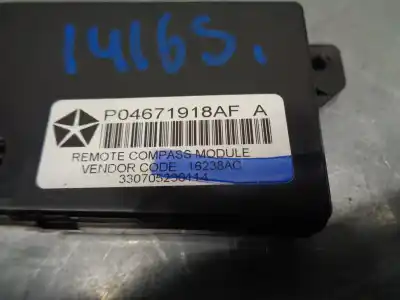 14165.
P04671918AF A
REMOTE COMPASS MODULE
VENDOR CODE 16238AC